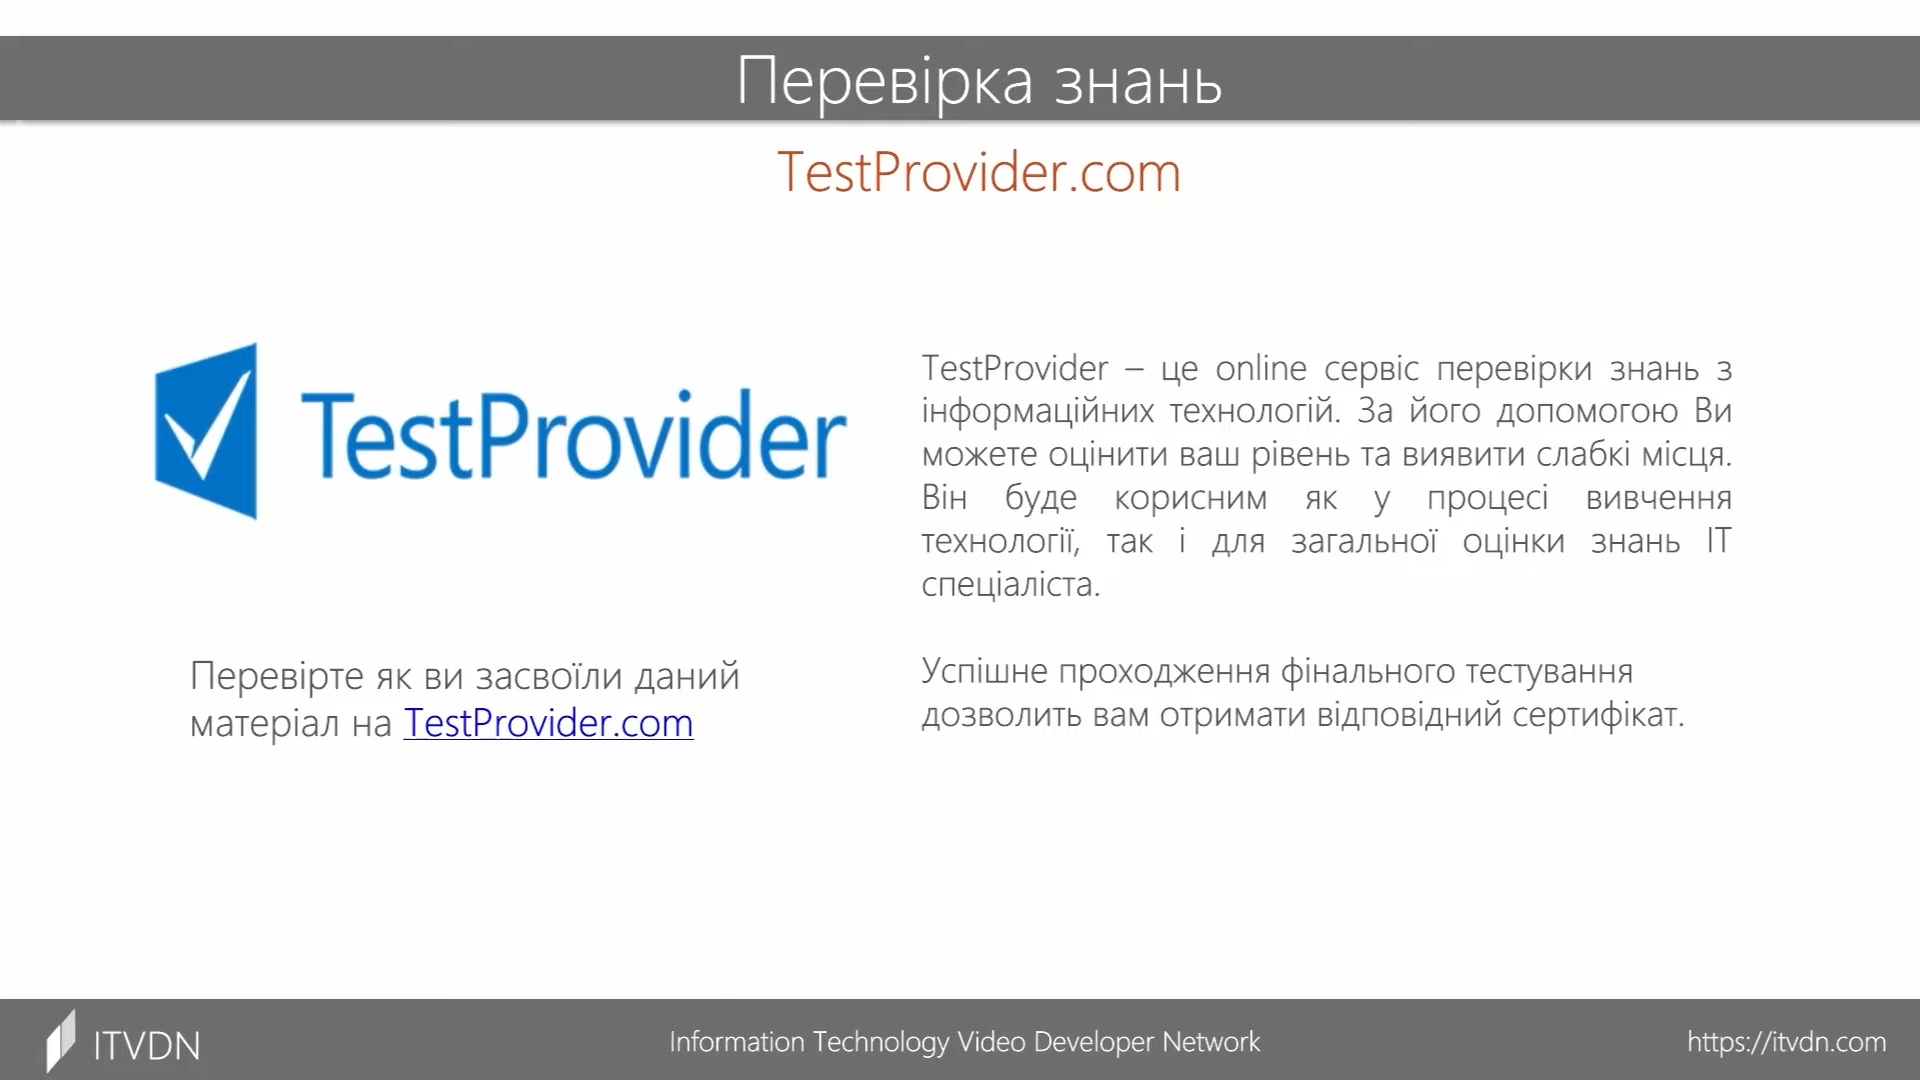 Перевірка знань
TestProvider.com
TestProvider
Перевірте як ви засвоїли даний
матеріал на TestProvider.com
TestProvider – це online сервіс перевірки знань з
інформаційних технологій. За його допомогою Ви
можете оцінити ваш рівень та виявити слабкі місця.
Він буде корисним як у процесі вивчення
технології, так і для загальної оцінки знань ІТ
спеціаліста.
Успішне проходження фінального тестування
дозволить вам отримати відповідний сертифікат.
ITVDN
Information Technology Video Developer Network
https://itvdn.com